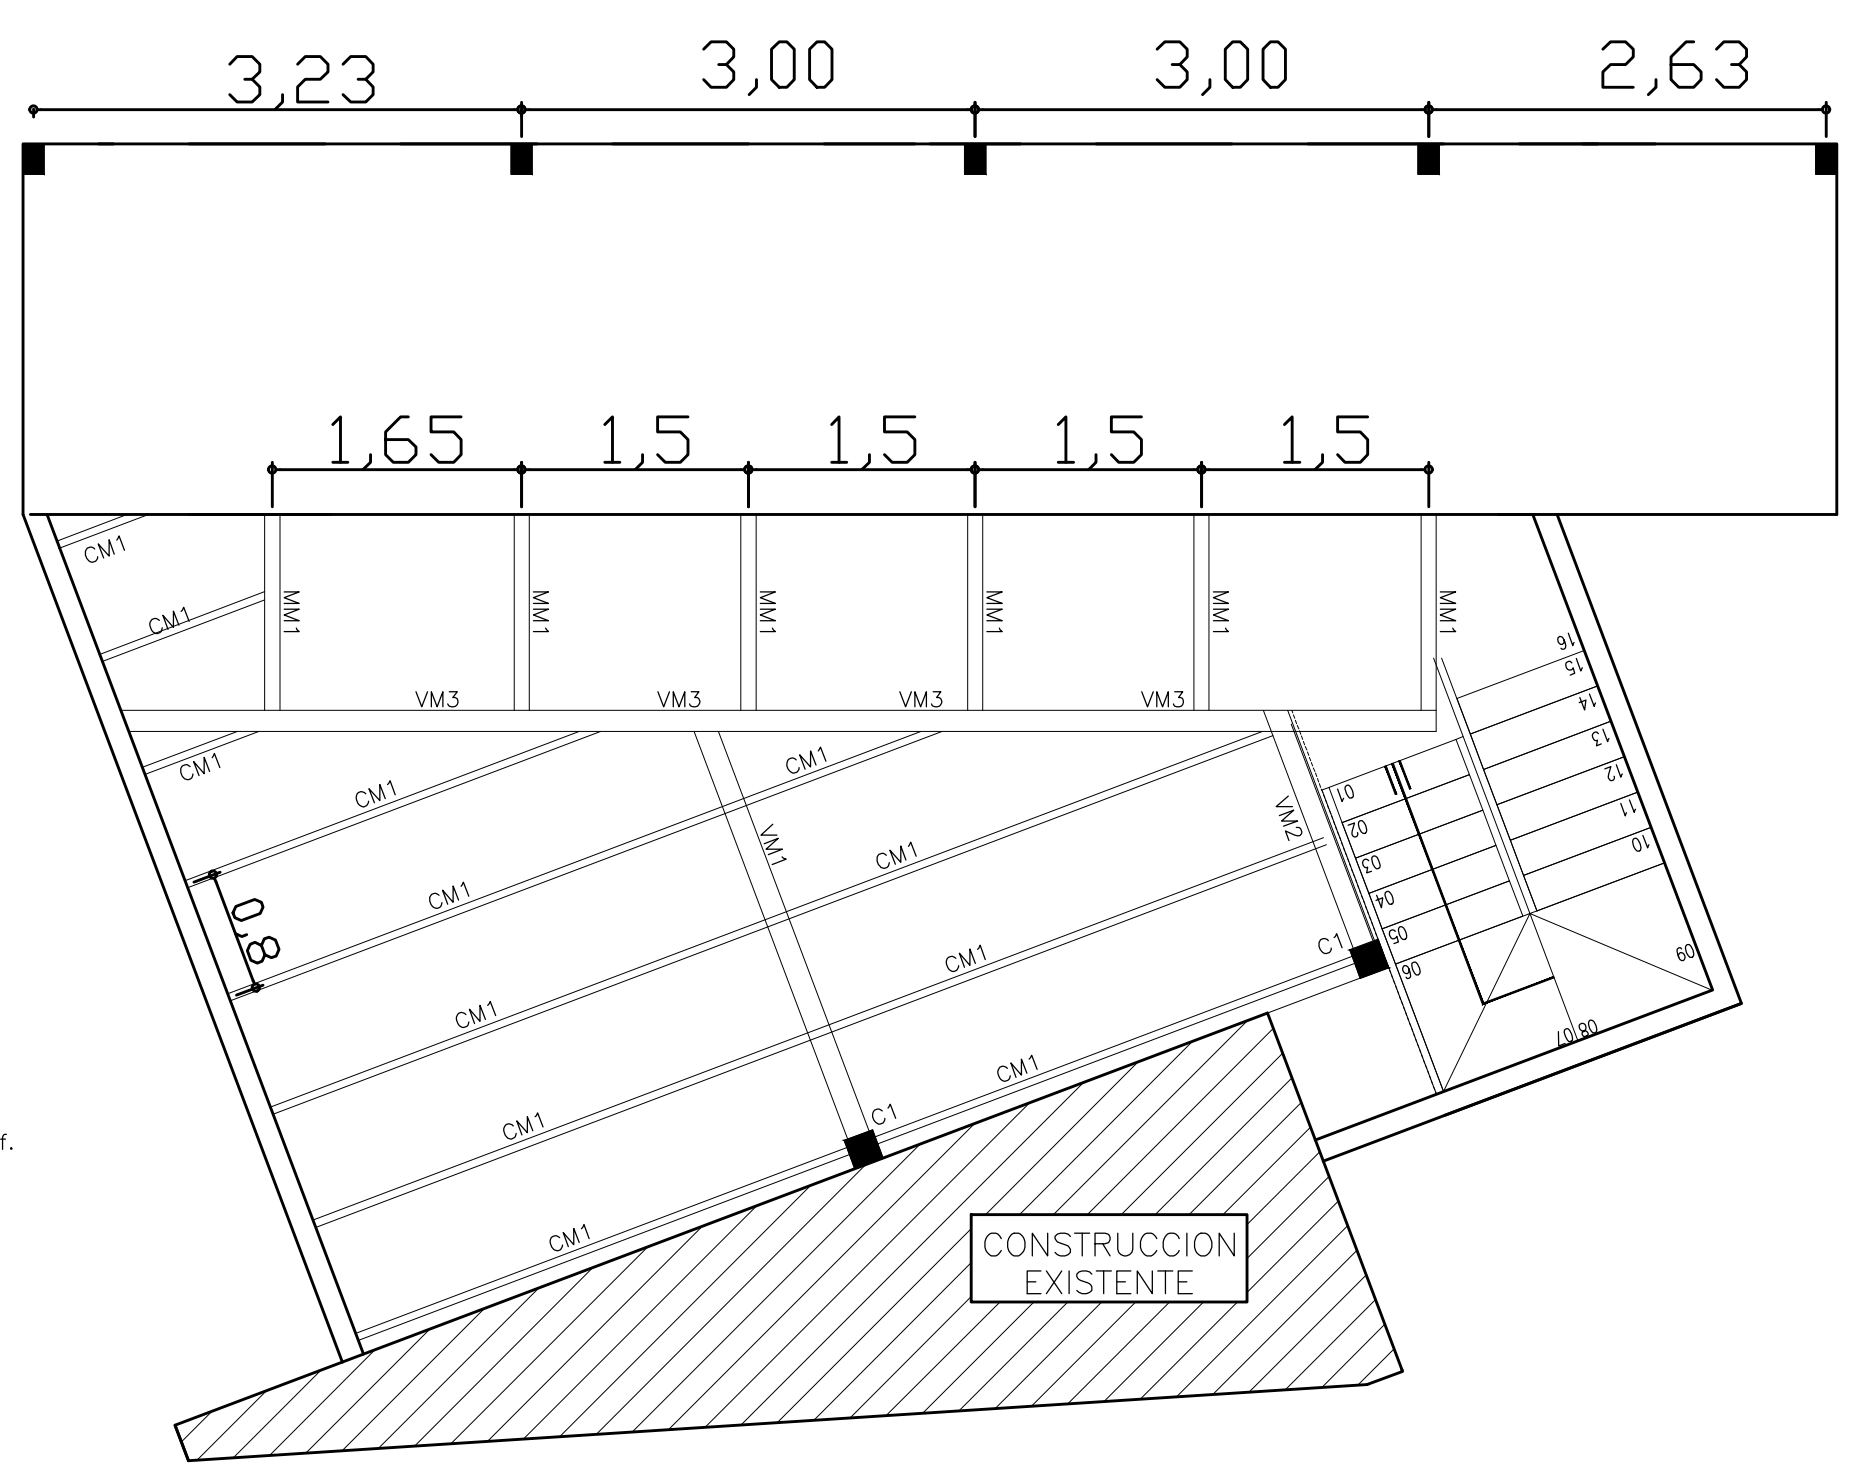 3,23
3,00
3,00
2,63
1,65
1,5
1,5
1,5
1,5
CM1
CM1
MM1
MM1
MM1
MM1
MM1
MM1
VM3
VM3
VM3
VM3
16
15
14
13
12
11
10
09
08
07
CM1
CM1
CM1
VM1
VM2
01
02
03
04
05
06
0,8
CM1
CM1
CM1
CM1
C1
CM1
C1
CM1
CM1
f.
CONSTRUCCION
EXISTENTE